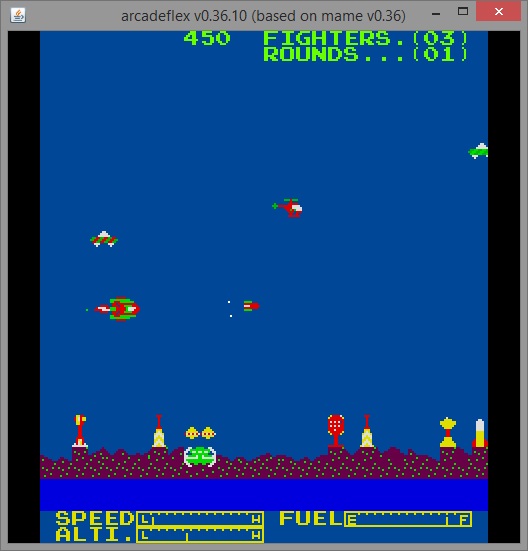 arcadeflex v0.36.10 (based on mame v0.36)
450 FIGHTERS.(03)
ROUNDS...(01)
SPEED L H FUEL E F
ALTI. L H